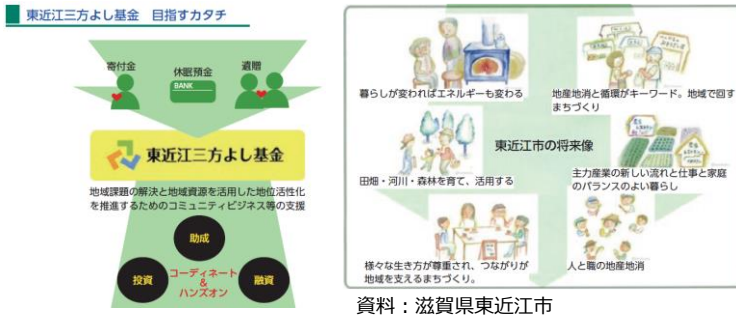 東近江三方よし基金　目指すカタチ
寄付金
休眠預金
遺贈
BANK
東近江三方よし基金
地域課題の解決と地域資源を活用した地位活性化
を推進するためのコミュニティビジネス等の支援
助成
投資
コーディネート
&
ハンズオン
融資
暮らしが変わればエネルギーも変わる
地産地消と循環がキーワード。地域で回す
まちづくり
東近江市の将来像
田畑・河川・森林を育て、活用する
主力産業の新しい流れと仕事と家庭
のバランスのよい暮らし
様々な生き方が尊重され、つながりが
地域を支えるまちづくり。
人と職の地産地消
資料：滋賀県東近江市